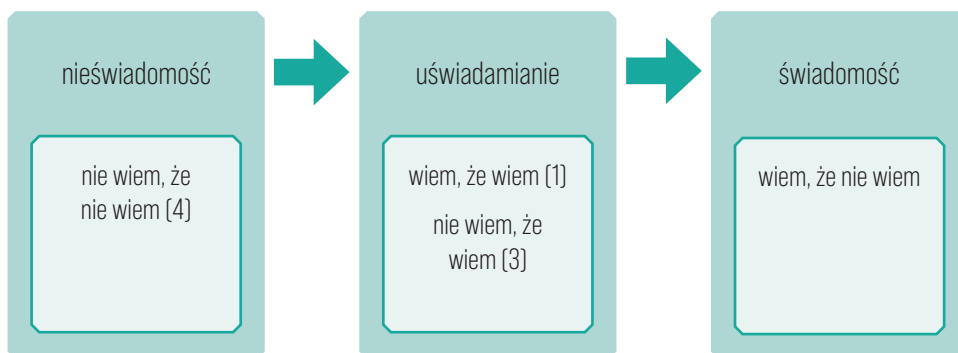 nieświadomość
nie wiem, że
nie wiem (4)
uświadamianie
wiem, że wiem (1)
nie wiem, że
wiem (3)
świadomość
wiem, że nie wiem